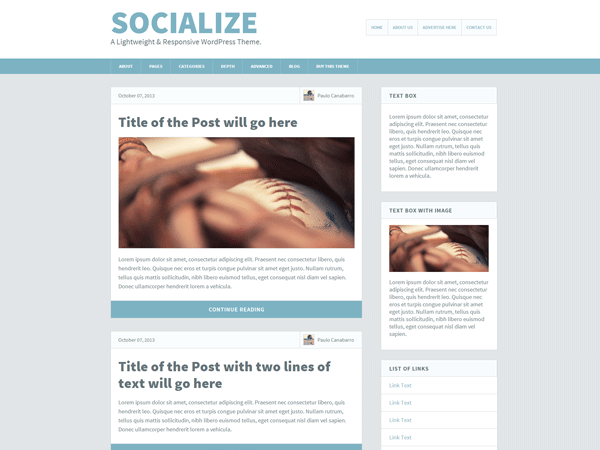 SOCIALIZE
A Lightweight & Responsive WordPress Theme.
HOME ABOUT US ADVERTISE HERE CONTACT US
ABOUT PAGES CATEGORIES DEPTH ADVANCED BLOG BUY THIS THEME
October 07, 2013 Paulo Canabarro
Title of the Post will go here
Lorem ipsum dolor sit amet, consectetur adipiscing elit. Praesent nec consectetur libero, quis hendrerit
leo. Quisque nec eros et turpis congue pulvinar sit amet eget justo. Nullam rutrum,
tellus quis mattis sollicitudin, nibh libero euismod tellus, eget consequat nisl diam vel sapien.
Donec ullamcorper hendrerit lorem a vehicula.
CONTINUE READING
October 07, 2013 Paulo Canabarro
Title of the Post with two lines of
text will go here
Lorem ipsum dolor sit amet, consectetur adipiscing elit. Praesent nec consectetur libero, quis
hendrerit leo. Quisque nec eros et turpis congue pulvinar sit amet eget justo. Nullam rutrum,
tellus quis mattis sollicitudin, nibh libero euismod tellus, eget consequat nisl diam vel sapien.
Donec ullamcorper hendrerit lorem a vehicula.
TEXT BOX
Lorem ipsum dolor sit amet, consectetur
adipiscing elit. Praesent nec consectetur
libero, quis hendrerit leo. Quisque nec
eros et turpis congue pulvinar sit amet
eget justo. Nullam rutrum, tellus quis
mattis sollicitudin, nibh libero euismod
tellus, eget consequat nisl diam vel
sapien. Donec ullamcorper hendrerit
lorem a vehicula.
TEXT BOX WITH IMAGE
Lorem ipsum dolor sit amet, consectetur
adipiscing elit. Praesent nec consectetur
libero, quis hendrerit leo. Quisque nec
eros et turpis congue pulvinar sit amet
eget justo. Nullam rutrum, tellus quis
mattis sollicitudin, nibh libero euismod
tellus, eget consequat nisl diam vel
sapien.
LIST OF LINKS
Link Text
Link Text
Link Text
Link Text